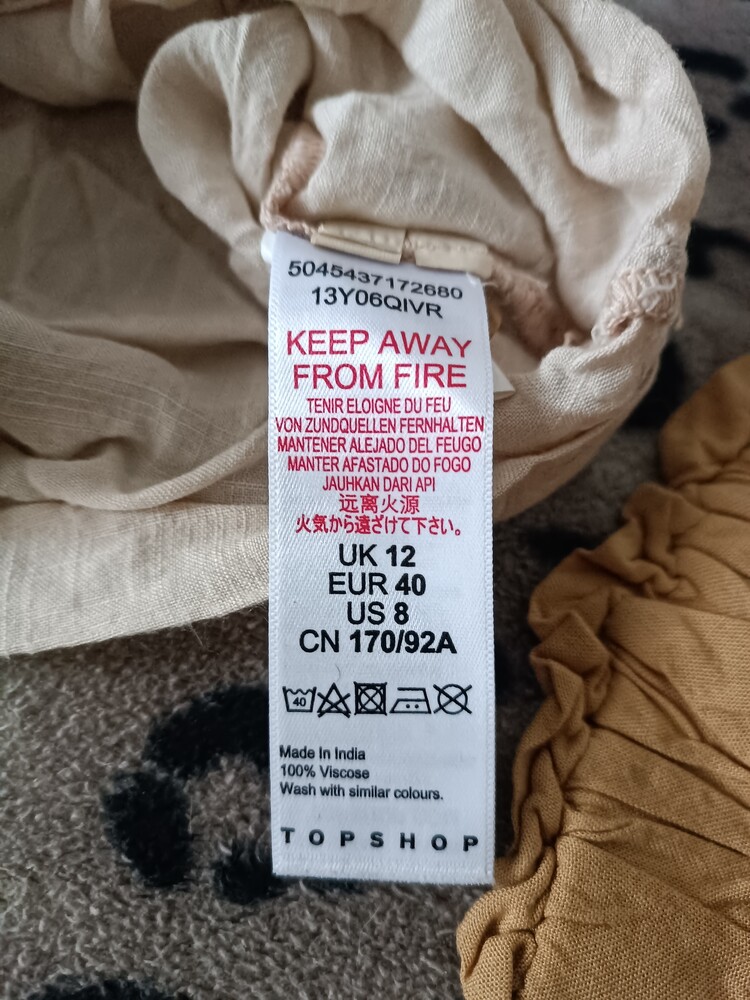 5045437172680
13Y06QIVR
KEEP AWAY
FROM FIRE
TENIR ELOIGNE DU FEU
VON ZUNDQUELLEN FERNHALTEN
MANTENER ALEJADO DEL FEUGO
MANTER AFASTADO DO FOGO
JAUHKAN DARI API
远离火源
火気から遠ざけて下さい。
UK 12
EUR 40
US 8
CN 170/92A
40
Made In India
100% Viscose
Wash with similar colours.
TOPSHOP